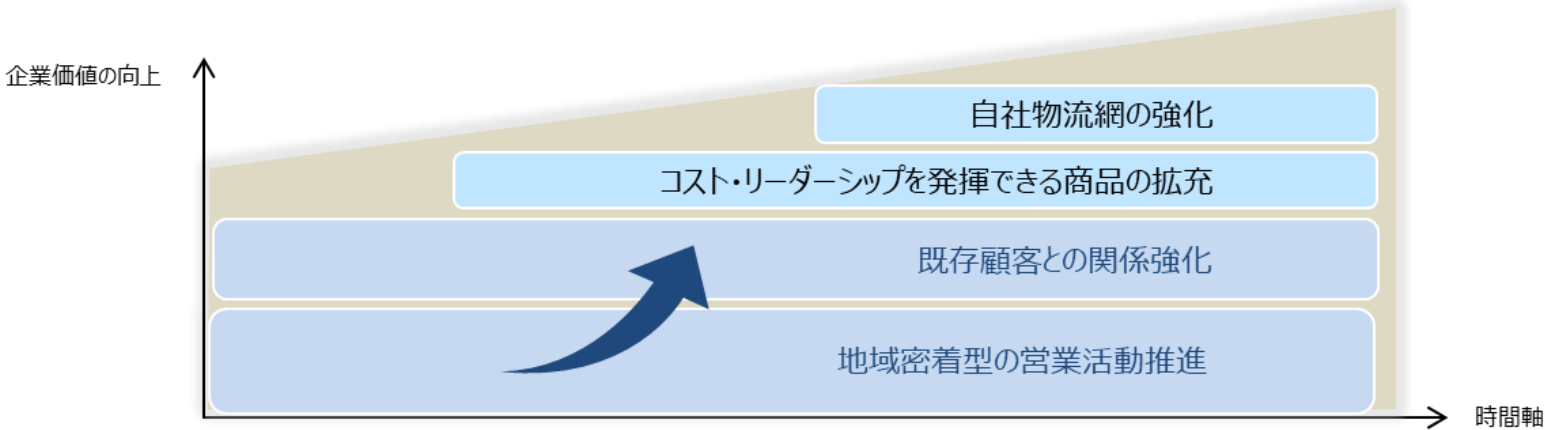 企業価値の向上
自社物流網の強化
コスト・リーダーシップを発揮できる商品の拡充
既存顧客との関係強化
地域密着型の営業活動推進
時間軸